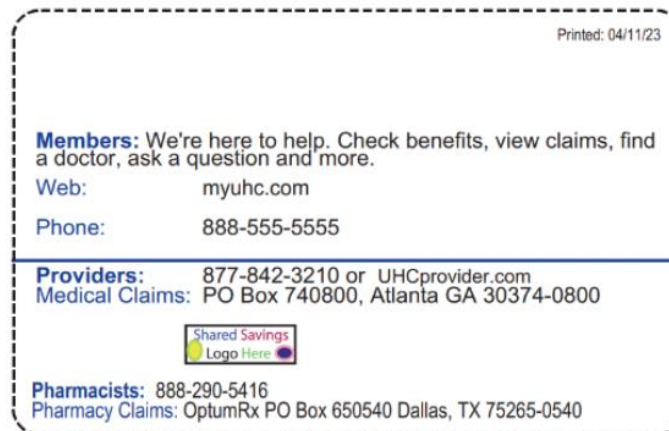 Printed: 04/11/23
Members: We're here to help. Check benefits, view claims, find
a doctor, ask a question and more.
Web: myuhc.com
Phone: 888-555-5555
Providers: 877-842-3210 or UHCprovider.com
Medical Claims: PO Box 740800, Atlanta GA 30374-0800
Shared Savings
Logo Here
Pharmacists: 888-290-5416
Pharmacy Claims: OptumRx PO Box 650540 Dallas, TX 75265-0540